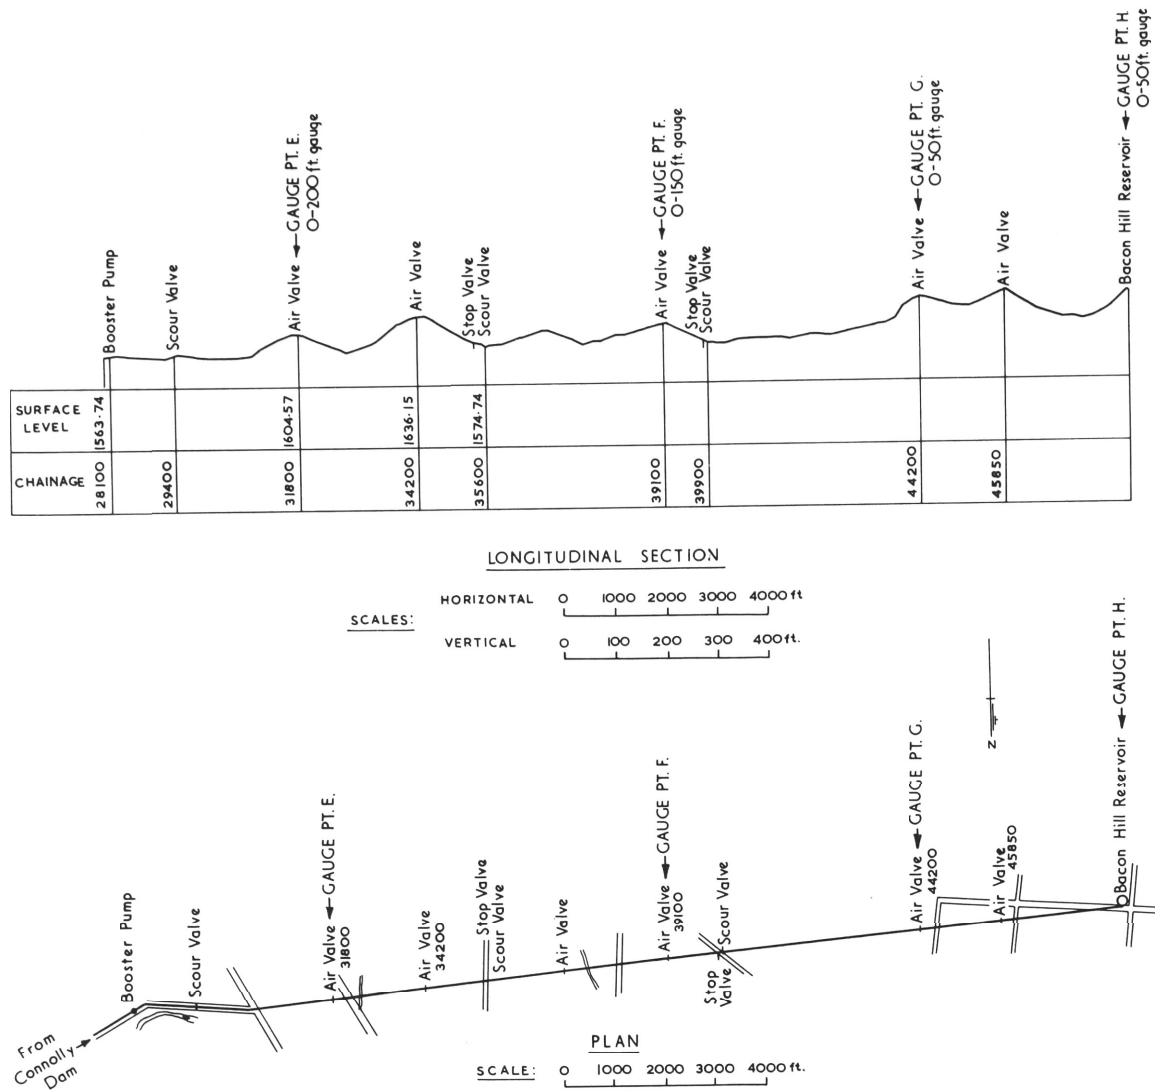 Booster Pump
Scour Valve
Air Valve ← GAUGE PT. E.
0-200 ft. gauge
Air Valve
Stop Valve
Scour Valve
Air Valve ← GAUGE PT. F.
0-150 ft. gauge
Stop Valve
Scour Valve
Air Valve ← GAUGE PT. G.
0-50 ft. gauge
Air Valve
Bacon Hill Reservoir ← GAUGE PT. H.
0-50 ft. gauge
SURFACE
LEVEL
1563·74
1604·57
1636·15
1574·74
CHAINAGE
28100
29400
31800
34200
35600
39100
39900
44200
45850
LONGITUDINAL SECTION
SCALES:
HORIZONTAL 0 1000 2000 3000 4000 ft
VERTICAL 0 100 200 300 400 ft.
N
From
Connolly
Dam
Booster Pump
Scour Valve
Air Valve ← GAUGE PT. E.
31800
Air Valve
34200
Stop Valve
Scour Valve
Air Valve
Air Valve ← GAUGE PT. F.
39100
Stop
Valve
Scour Valve
Air Valve ← GAUGE PT. G.
44200
Air Valve
45850
Bacon Hill Reservoir ← GAUGE PT. H.
PLAN
SCALE: 0 1000 2000 3000 4000 ft.